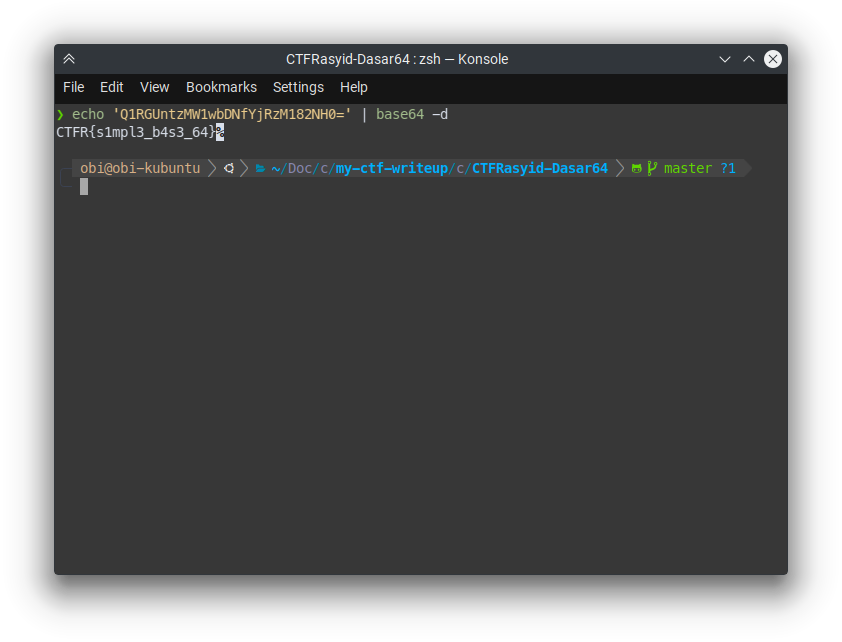 CTFRasyid-Dasar64 : zsh — Konsole
File Edit View Bookmarks Settings Help
❯ echo 'Q1RGUntzMW1wbDNfYjRzM182NH0=' | base64 -d
CTFR{s1mpl3_b4s3_64}%
obi@obi-kubuntu ~/Doc/c/my-ctf-writeup/c/CTFRasyid-Dasar64 master ?1